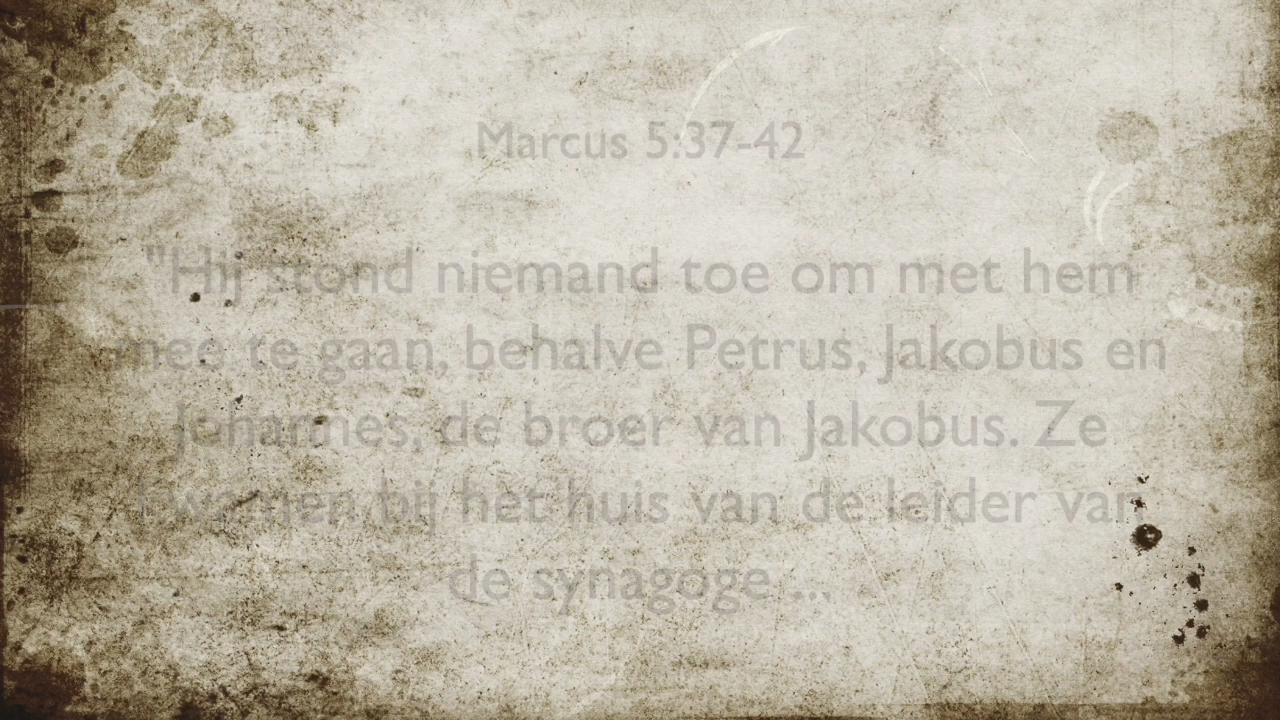 Marcus 5:37-42
"Hij stond niemand toe om met hem
mee te gaan, behalve Petrus, Jakobus en
Johannes, de broer van Jakobus. Ze
kwamen bij het huis van de leider van
de synagoge ...